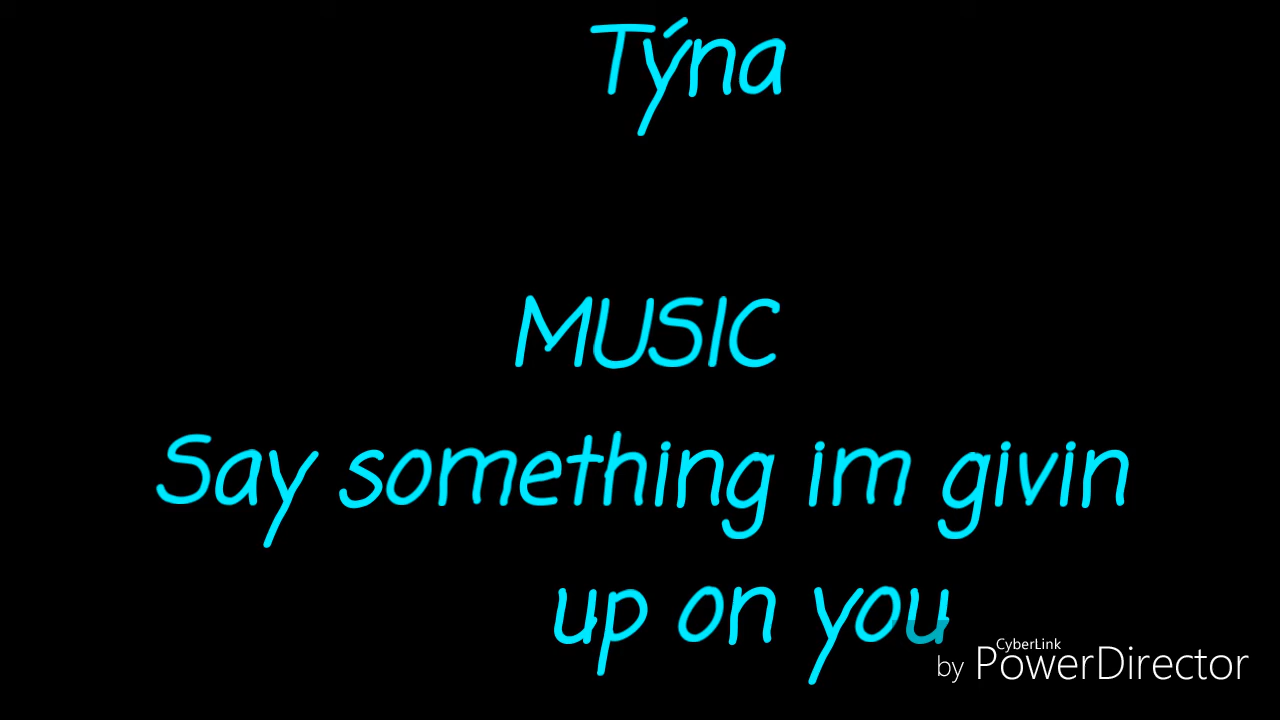 Týna
MUSIC
Say something im givin
up on you
CyberLink
by PowerDirector